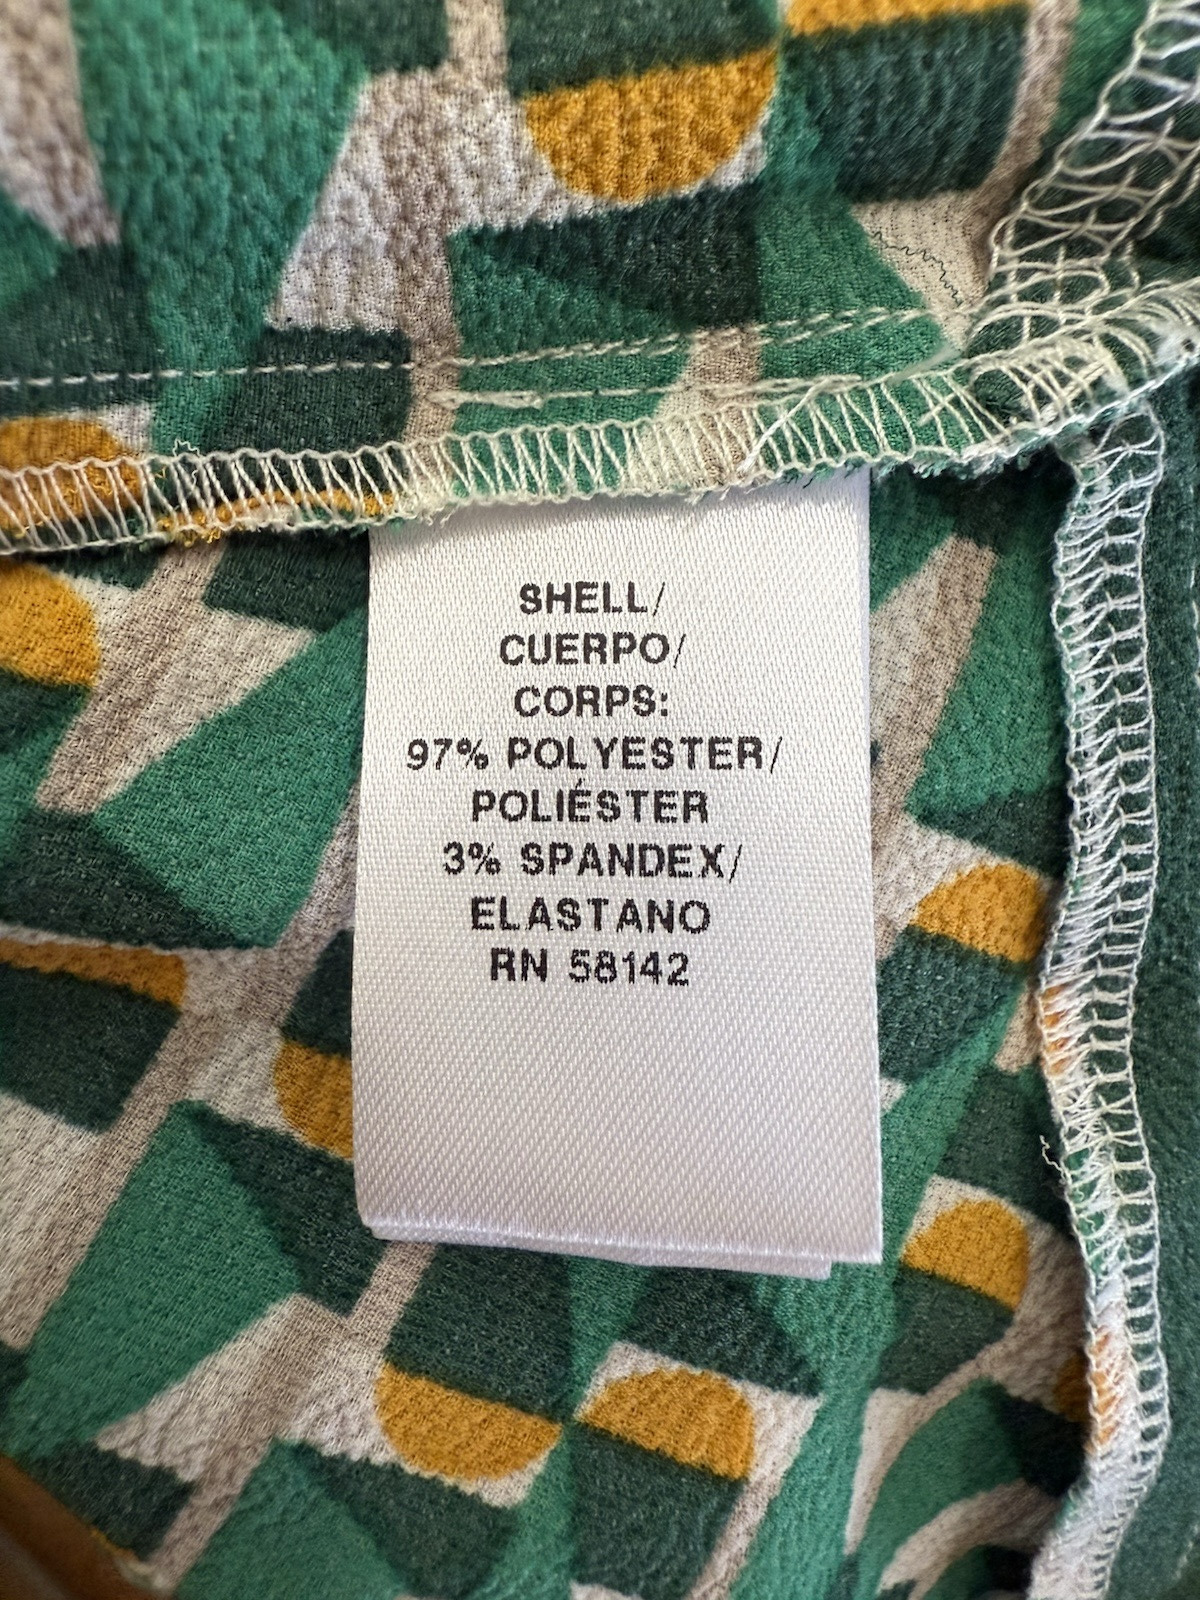 SHELL/
CUERPO/
CORPS:
97% POLYESTER/
POLIÉSTER
3% SPANDEX/
ELASTANO
RN 58142